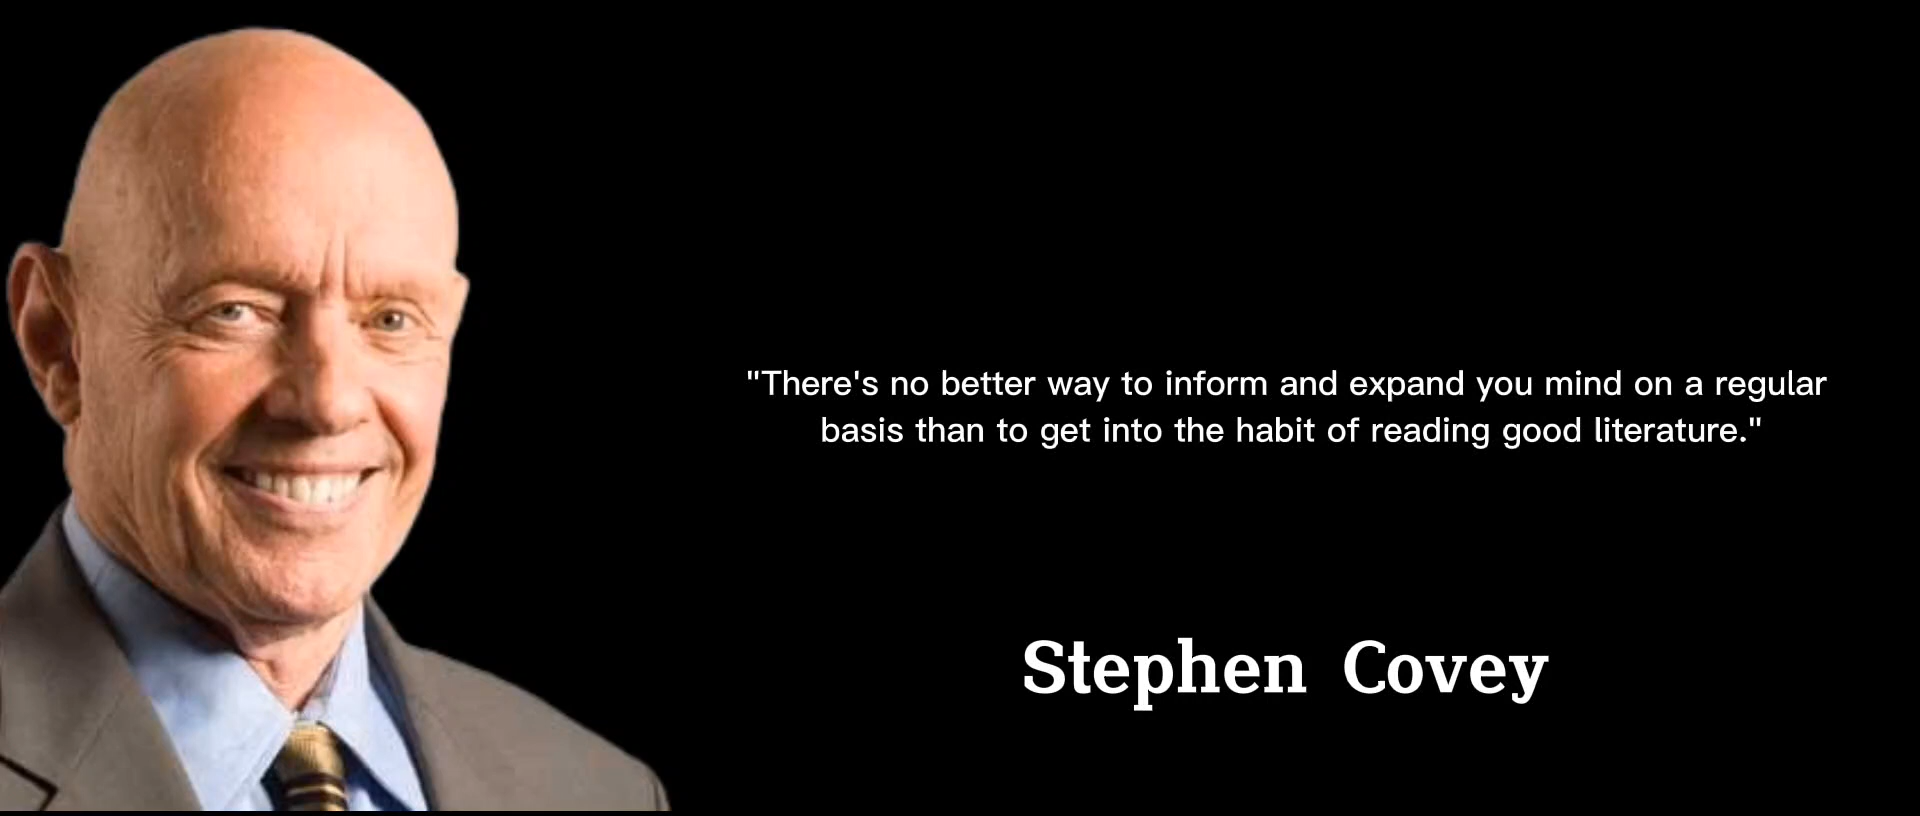 "There's no better way to inform and expand you mind on a regular
basis than to get into the habit of reading good literature."
Stephen Covey